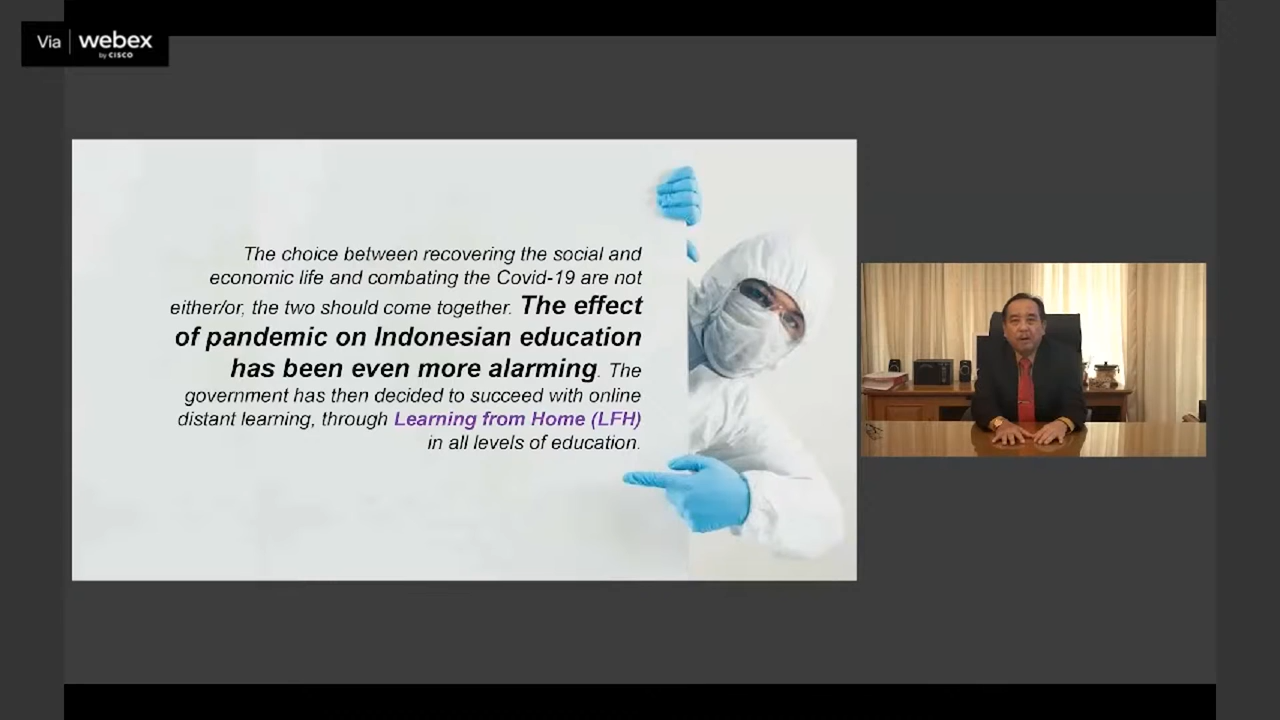 Via webex
by CISCO
The choice between recovering the social and
economic life and combating the Covid-19 are not
either/or, the two should come together. The effect
of pandemic on Indonesian education
has been even more alarming. The
government has then decided to succeed with online
distant learning, through Learning from Home (LFH)
in all levels of education.